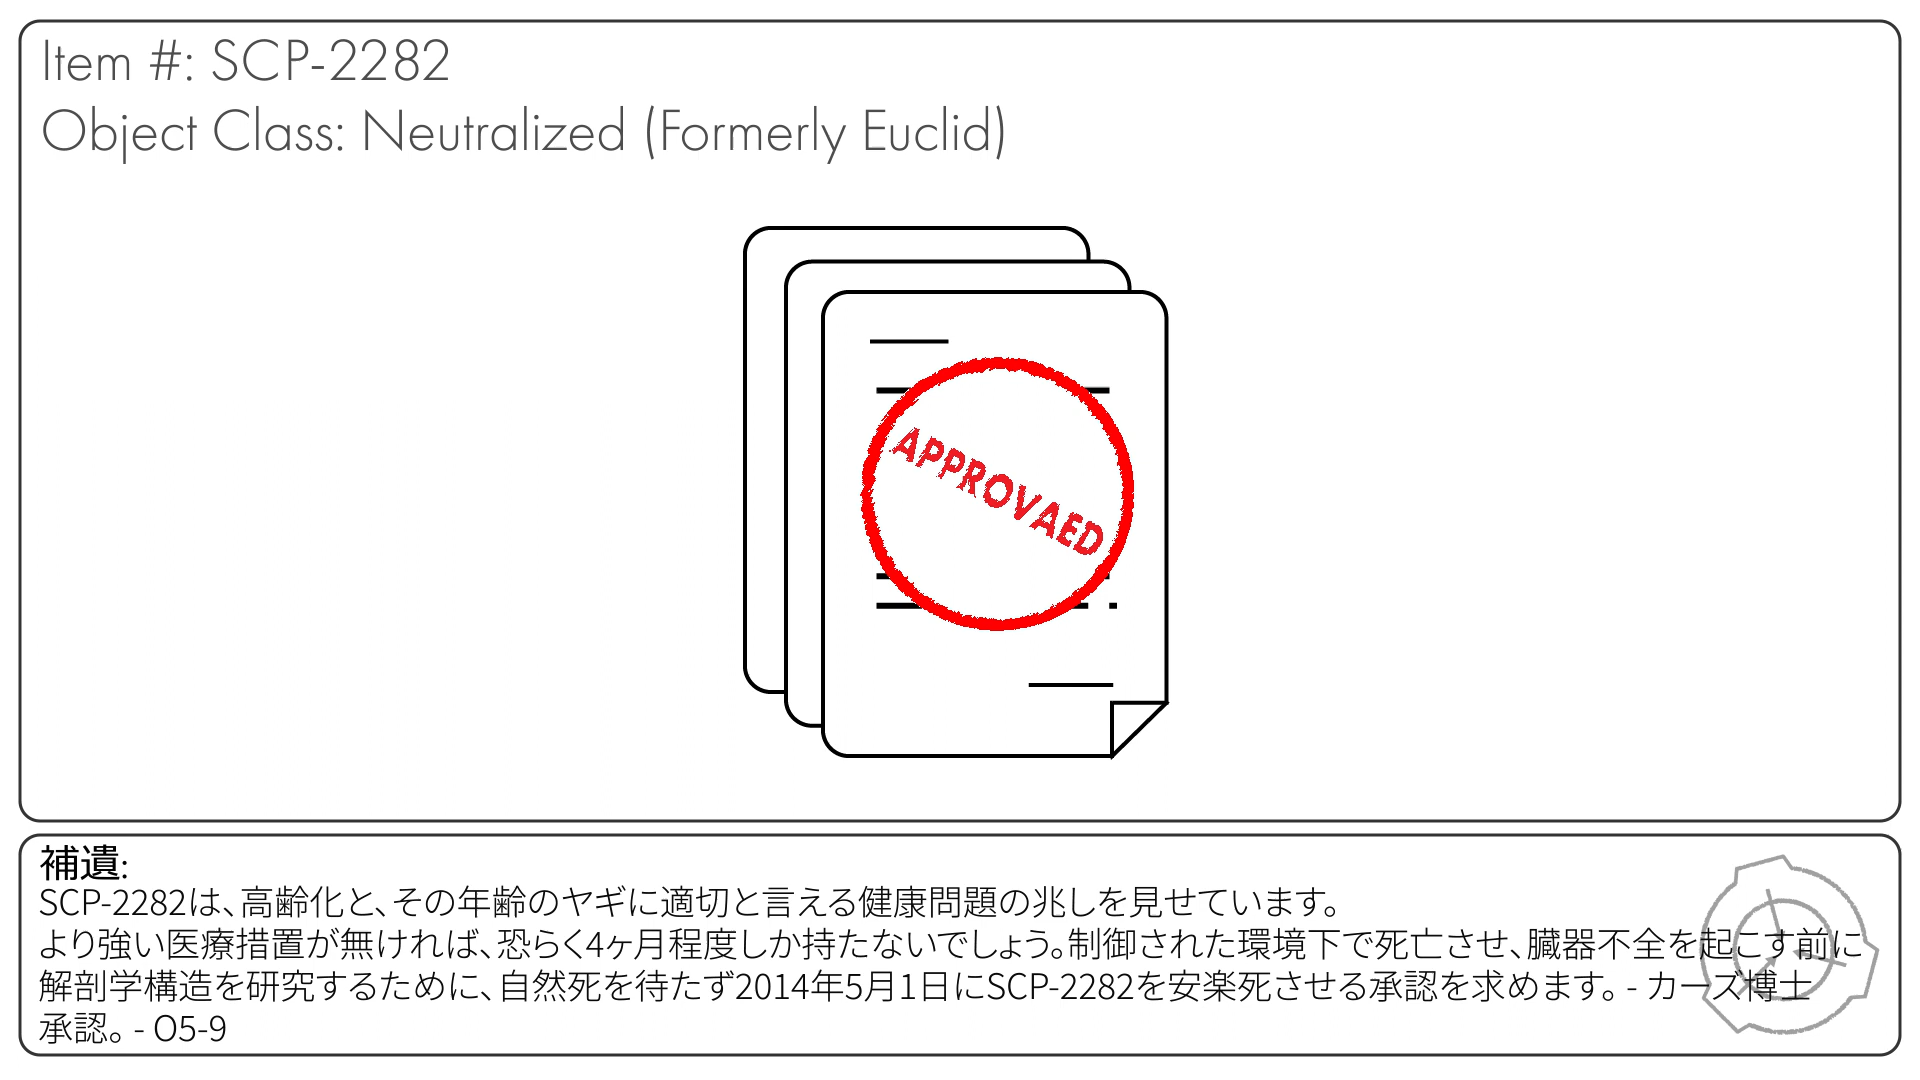 Item #: SCP-2282
Object Class: Neutralized (Formerly Euclid)
APPROVAED
補遺:
SCP-2282は、高齢化と、その年齢のヤギに適切と言える健康問題の兆しを見せています。
より強い医療措置が無ければ、恐らく4ヶ月程度しか持たないでしょう。制御された環境下で死亡させ、臓器不全を起こす前に
解剖学構造を研究するために、自然死を待たず2014年5月1日にSCP-2282を安楽死させる承認を求めます。 - カーズ博士
承認。 - O5-9